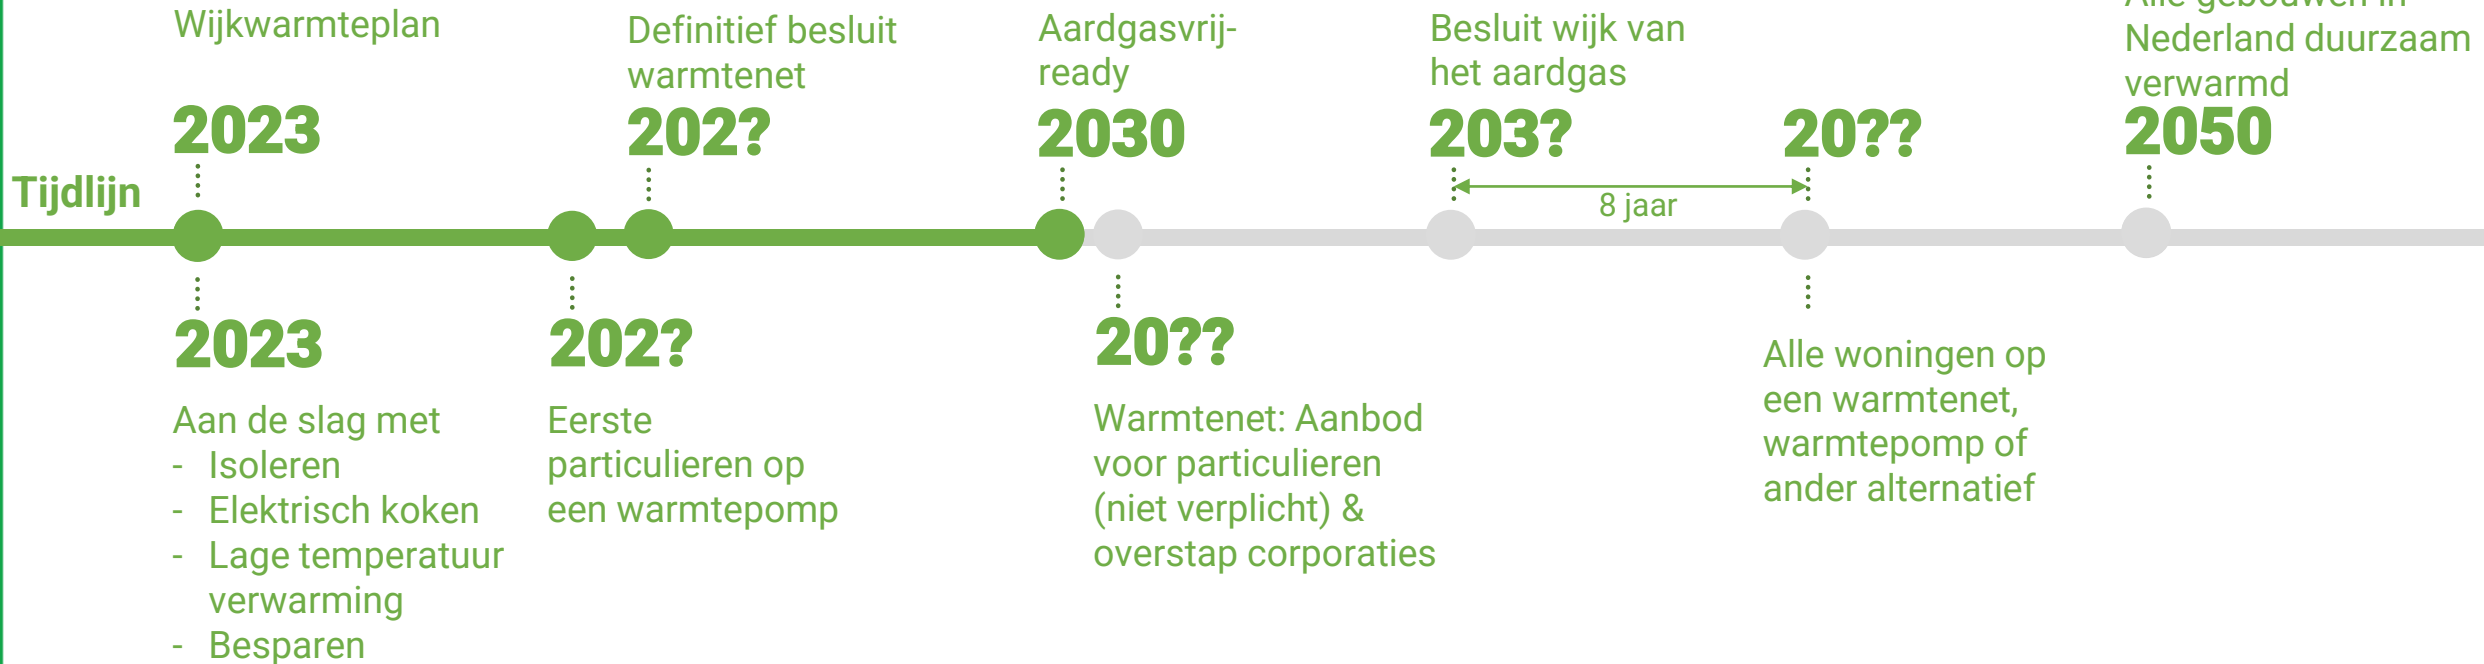 Wijkwarmteplan
2023
Definitief besluit
warmtenet
202?
Aardgasvrij-
ready
2030
Besluit wijk van
het aardgas
203?
20??
Alle gebouwen in
Nederland duurzaam
verwarmd
2050
Tijdlijn
8 jaar
2023
Aan de slag met
- Isoleren
- Elektrisch koken
- Lage temperatuur
verwarming
- Besparen
202?
Eerste
particulieren op
een warmtepomp
20??
Warmtenet: Aanbod
voor particulieren
(niet verplicht) &
overstap corporaties
Alle woningen op
een warmtenet,
warmtepomp of
ander alternatief